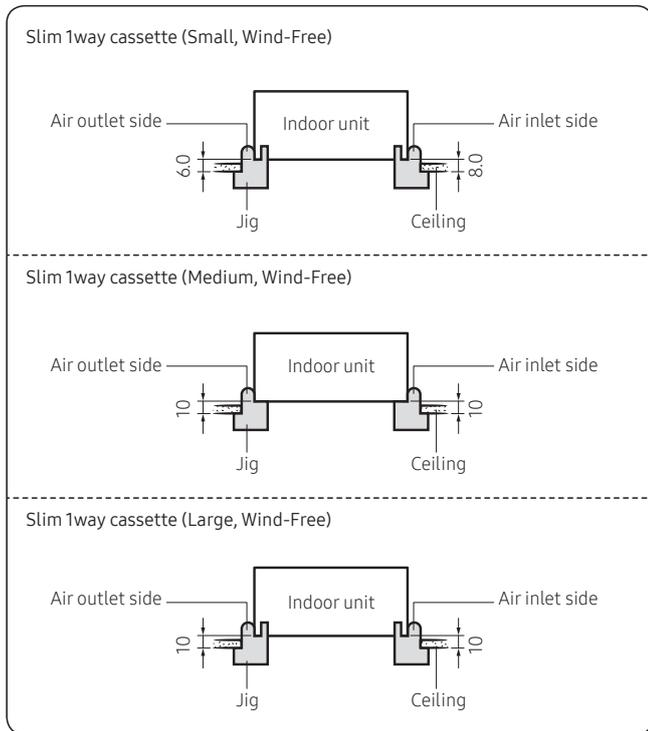 Slim 1way cassette (Small, Wind-Free)
Air outlet side
Indoor unit
Air inlet side
6.0
8.0
Jig
Ceiling
Slim 1way cassette (Medium, Wind-Free)
Air outlet side
Indoor unit
Air inlet side
10
10
Jig
Ceiling
Slim 1way cassette (Large, Wind-Free)
Air outlet side
Indoor unit
Air inlet side
10
10
Jig
Ceiling